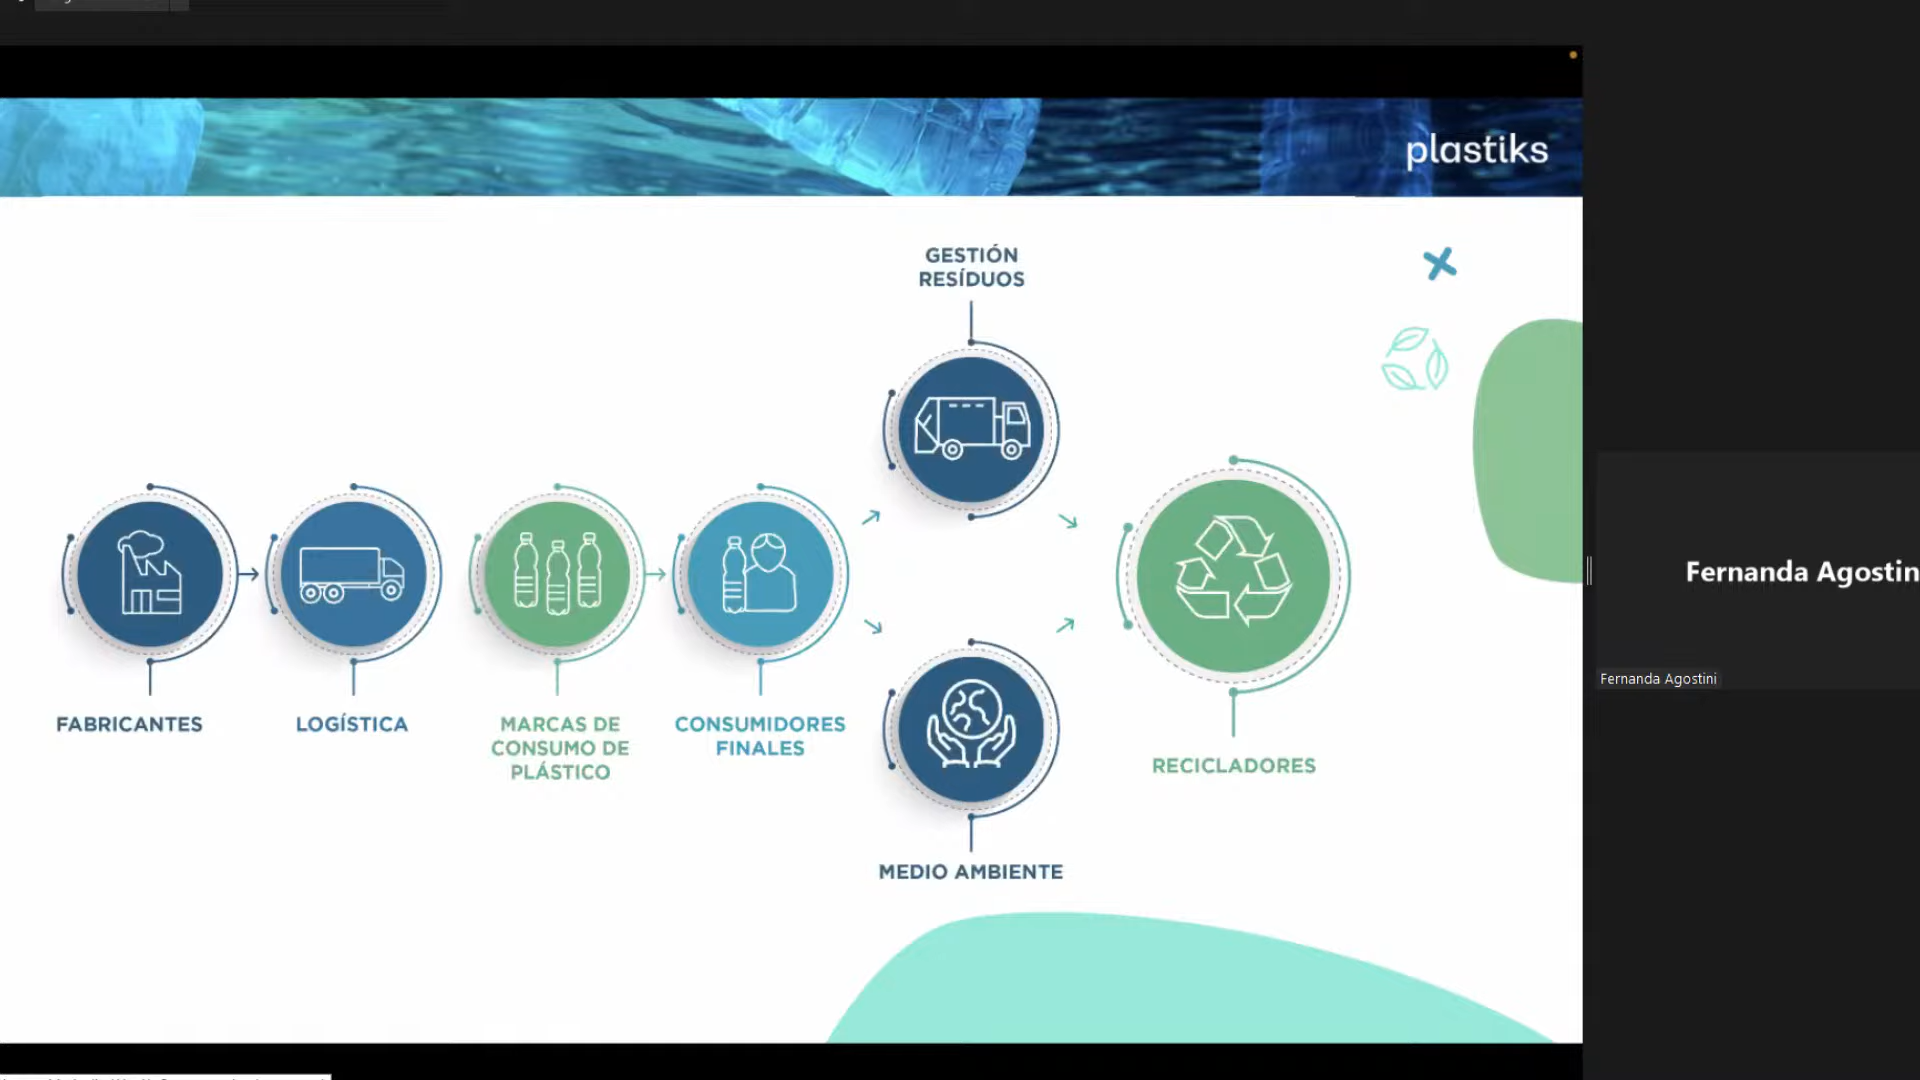 plastiks
GESTIÓN
RESÍDUOS
FABRICANTES
LOGÍSTICA
MARCAS DE
CONSUMO DE
PLÁSTICO
CONSUMIDORES
FINALES
MEDIO AMBIENTE
RECICLADORES
Fernanda Agostin
Fernanda Agostini